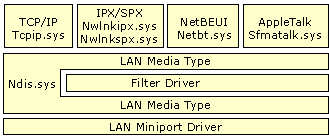 TCP/IP
Tcpip.sys
IPX/SPX
Nwlnkipx.sys
Nwlnkspx.sys
NetBEUI
Netbt.sys
AppleTalk
Sfmatalk.sys
LAN Media Type
Ndis.sys
Filter Driver
LAN Media Type
LAN Miniport Driver